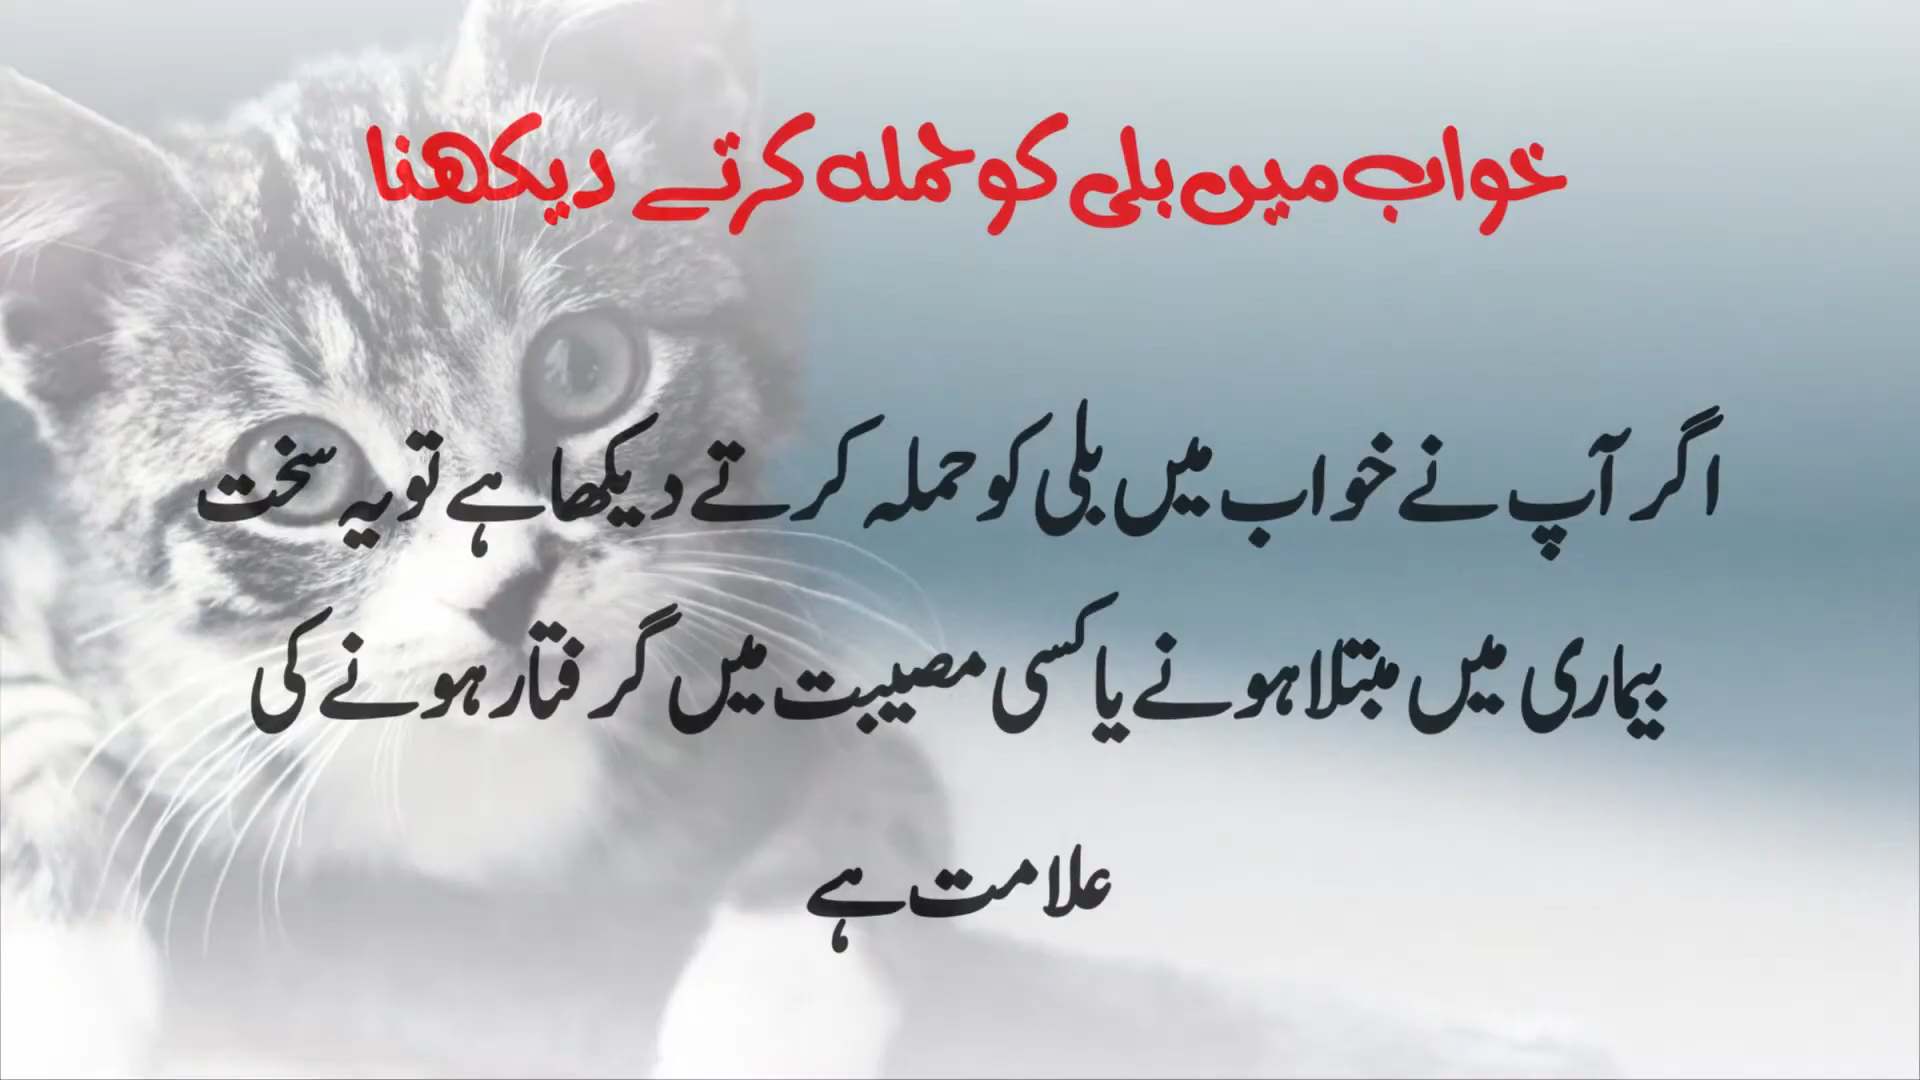 خواب میں بلی کو حملہ کرتے دیکھنا
اگر آپ نے خواب میں بلی کو حملہ کرتے دیکھا ہے تو یہ سخت
بیماری میں مبتلا ہونے یا کسی مصیبت میں گرفتار ہونے کی
علامت ہے